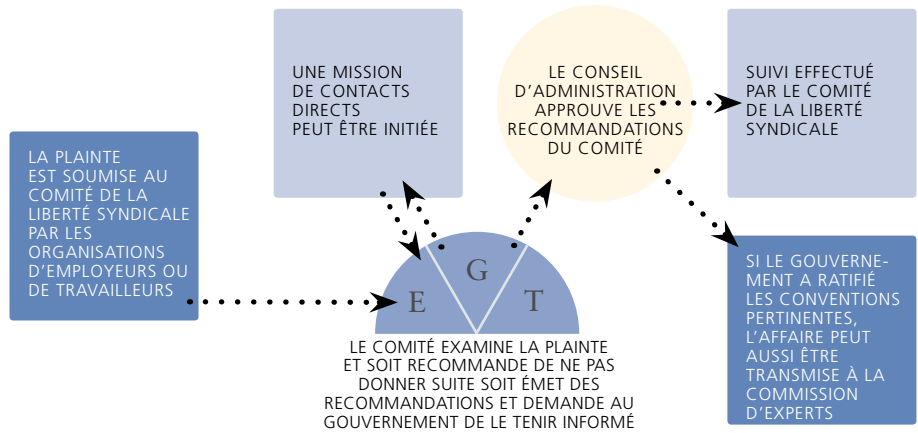 LA PLAINTE
EST SOUMISE AU
COMITÉ DE LA
LIBERTÉ SYNDICALE
PAR LES
ORGANISATIONS
D'EMPLOYEURS OU
DE TRAVAILLEURS
UNE MISSION
DE CONTACTS
DIRECTS
PEUT ÊTRE INITIÉE
E
G
T
LE COMITÉ EXAMINE LA PLAINTE
ET SOIT RECOMMANDE DE NE PAS
DONNER SUITE SOIT ÉMET DES
RECOMMANDATIONS ET DEMANDE AU
GOUVERNEMENT DE LE TENIR INFORMÉ
LE CONSEIL
D'ADMINISTRATION
APPROUVE LES
RECOMMANDATIONS
DU COMITÉ
SUIVI EFFECTUÉ
PAR LE COMITÉ
DE LA LIBERTÉ
SYNDICALE
SI LE GOUVERNE-
MENT A RATIFIÉ
LES CONVENTIONS
PERTINENTES,
L'AFFAIRE PEUT
AUSSI ÊTRE
TRANSMISE À LA
COMMISSION
D'EXPERTS